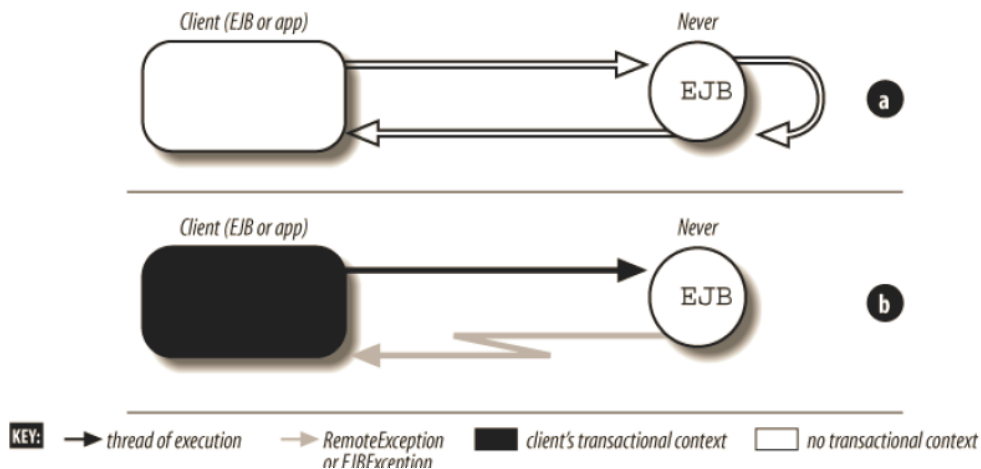 Client (EJB or app) Never
EJB
a
Client (EJB or app) Never
EJB
b
KEY: thread of execution RemoteException client's transactional context no transactional context
or EJBException